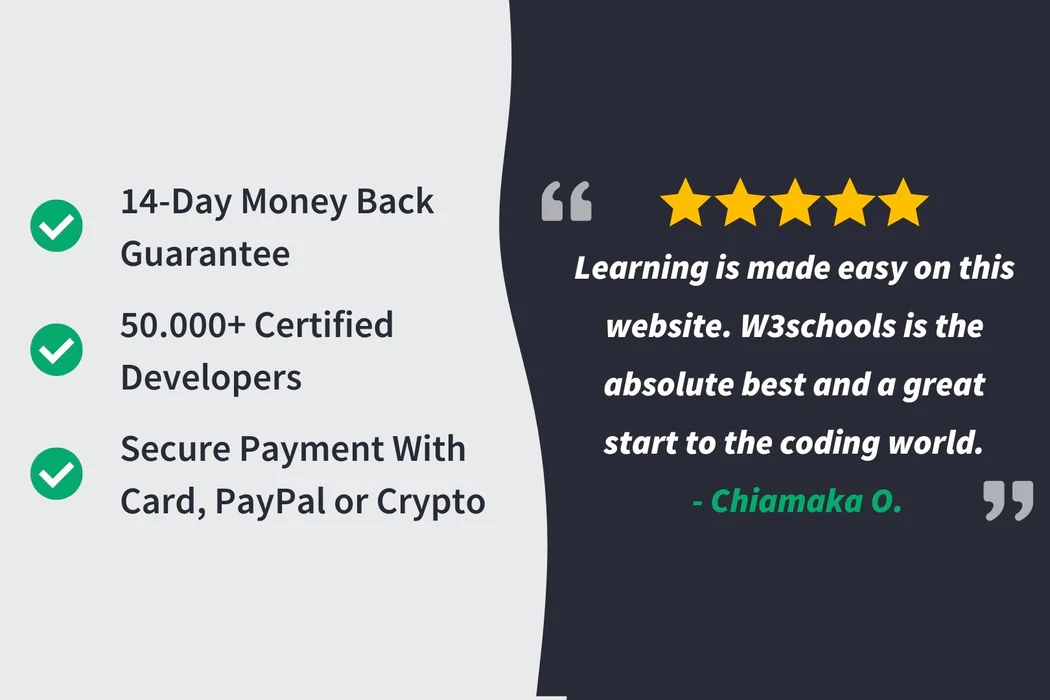 14-Day Money Back
Guarantee
50.000+ Certified
Developers
Secure Payment With
Card, PayPal or Crypto
“
Learning is made easy on this
website. W3schools is the
absolute best and a great
start to the coding world.
- Chiamaka O.
”